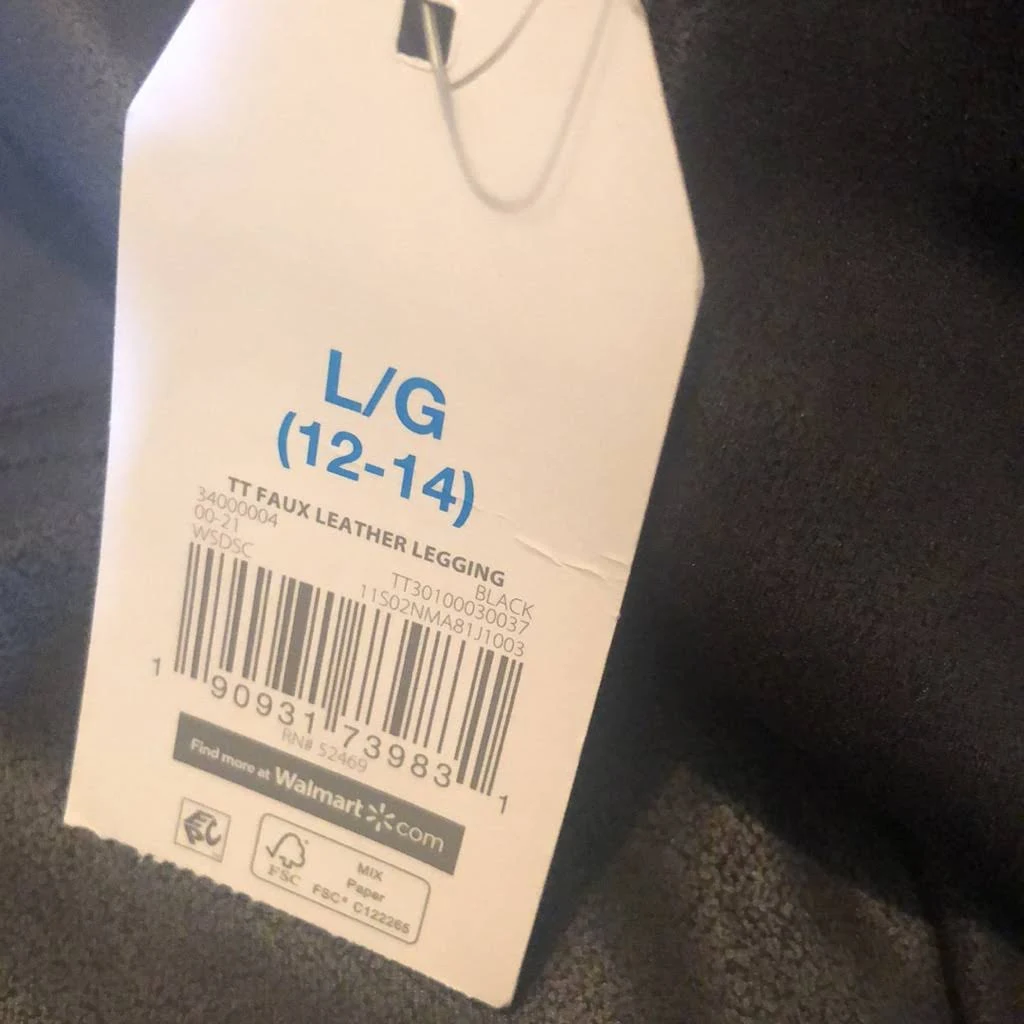 L/G
(12-14)
TT FAUX LEATHER LEGGING
34000004 BLACK
00-21 TT30100030037
WSDSC 11S02NMA81J1003
1 90931 73983 1
RN# 52469
Find more at Walmart.com
FSC MIX
Paper
FSC® C122265